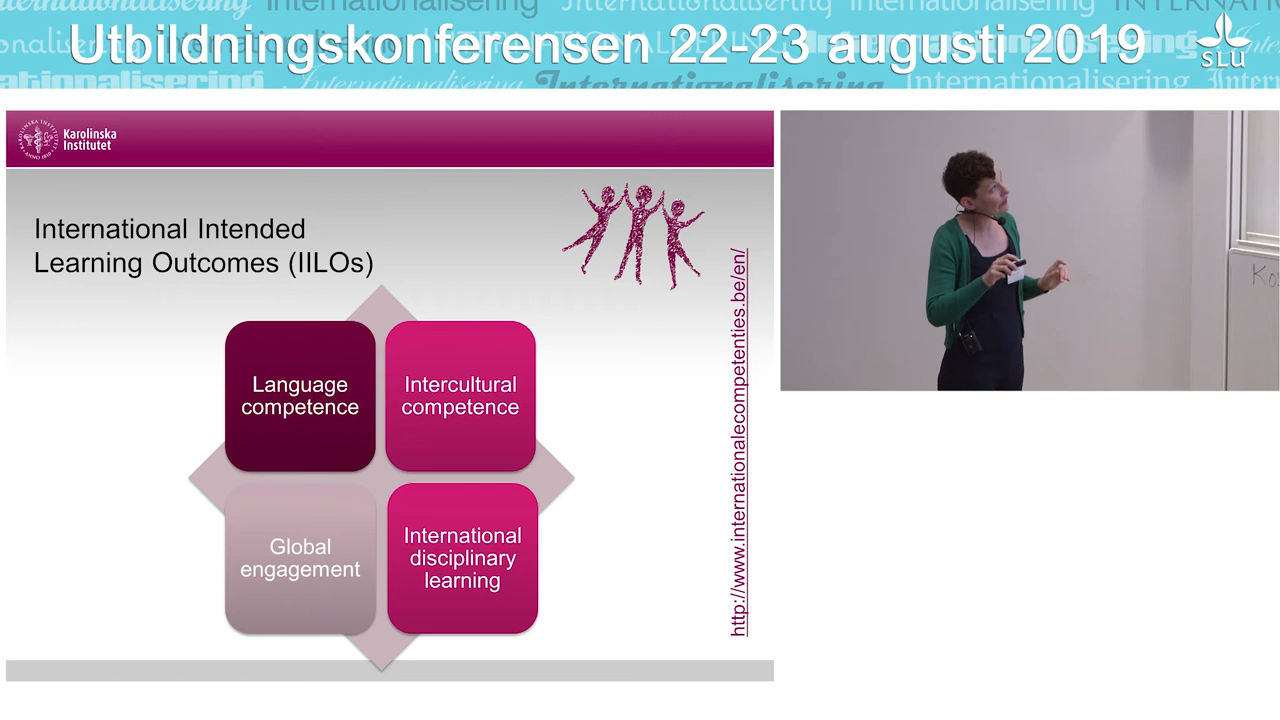 Utbildningskonferensen 22-23 augusti 2019
SLU
Karolinska
Institutet
International Intended
Learning Outcomes (IILOs)
Language
competence
Intercultural
competence
Global
engagement
International
disciplinary
learning
http://www.internationalecompetenties.be/en/